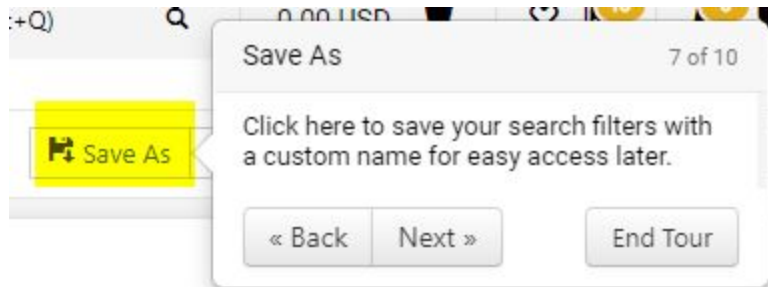 +Q)
0.00 USD
Save As
7 of 10
Save As
Click here to save your search filters with
a custom name for easy access later.
« Back
Next »
End Tour